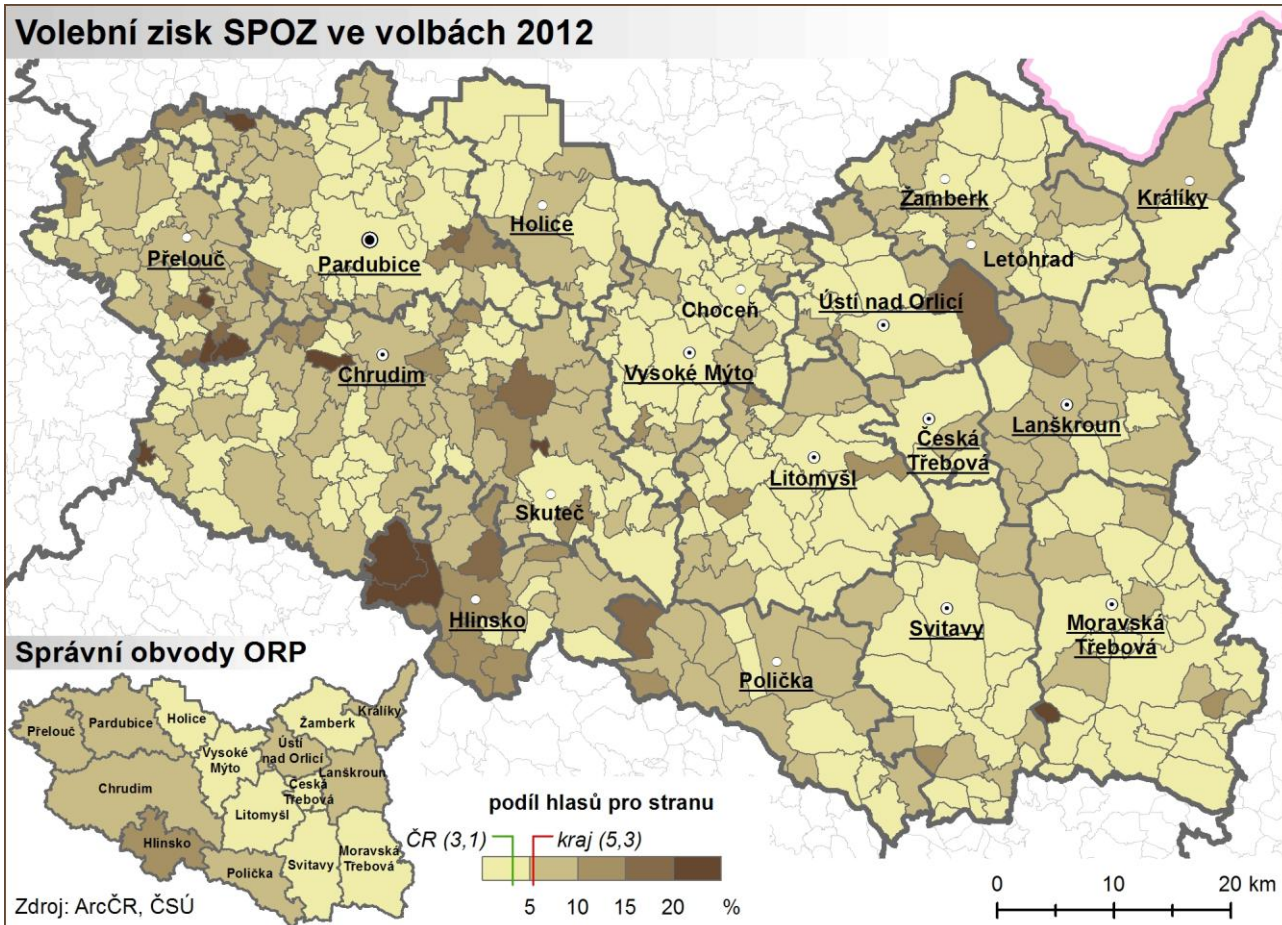 Volební zisk SPOZ ve volbách 2012
Žamberk
Králíky
Holice
Přelouč
Pardubice
Letohrad
Choceň
Ústí nad Orlicí
Chrudim
Vysoké Mýto
Lanškroun
Česká
Třebová
Litomyšl
Skuteč
Hlinsko
Svitavy
Moravská
Třebová
Polička
Správní obvody ORP
Králíky
Žamberk
Holice
Pardubice
Přelouč
Ústí
nad Orlicí
Vysoké
Mýto
Lanškroun
Česká
Třebová
Chrudim
Litomyšl
Hlinsko
Moravská
Třebová
Svitavy
Polička
podíl hlasů pro stranu
ČR (3,1)
kraj (5,3)
5 10 15 20 %
0 10 20 km
Zdroj: ArcČR, ČSÚ